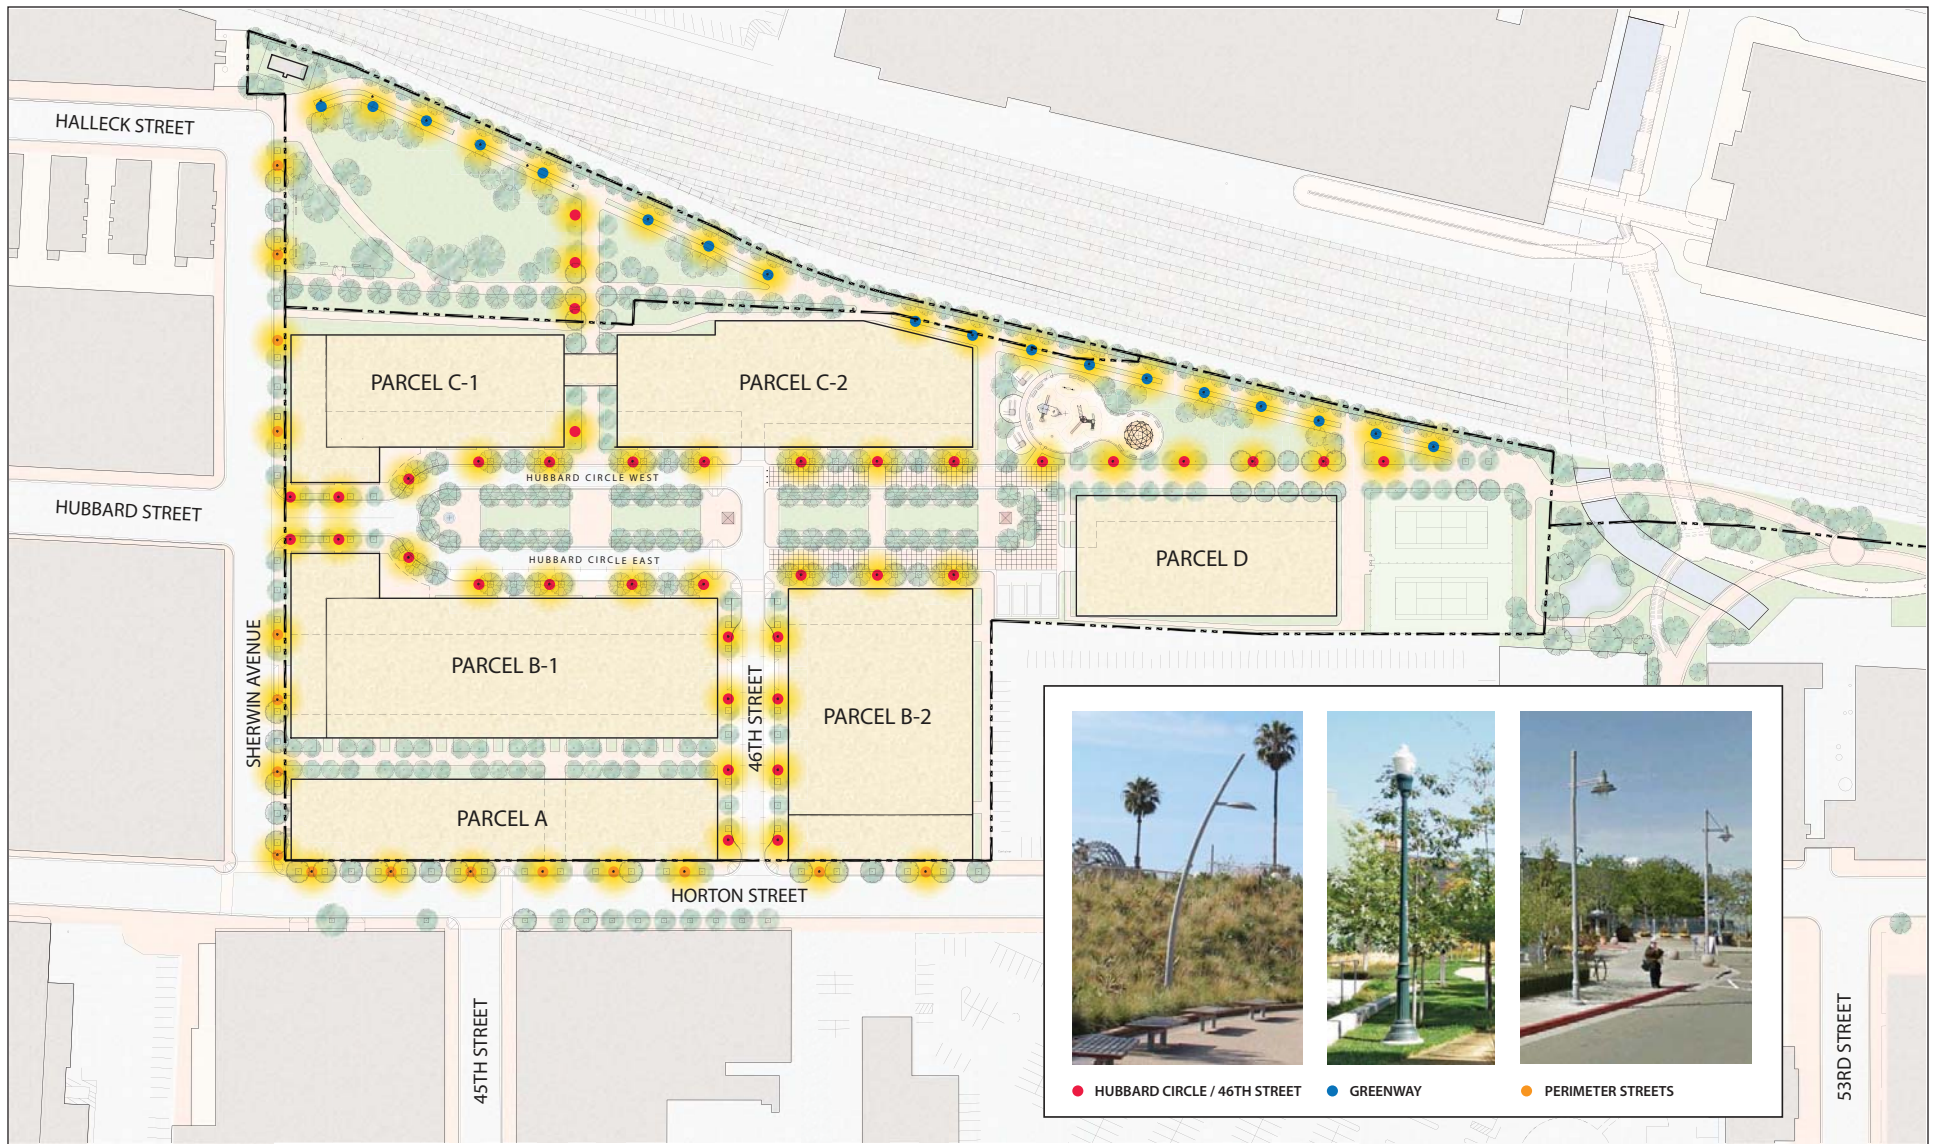 HALLECK STREET
PARCEL C-1
PARCEL C-2
HUBBARD CIRCLE WEST
HUBBARD STREET
HUBBARD CIRCLE EAST
PARCEL D
SHERWIN AVENUE
PARCEL B-1
46TH STREET
PARCEL B-2
PARCEL A
HORTON STREET
45TH STREET
53RD STREET
HUBBARD CIRCLE / 46TH STREET
GREENWAY
PERIMETER STREETS